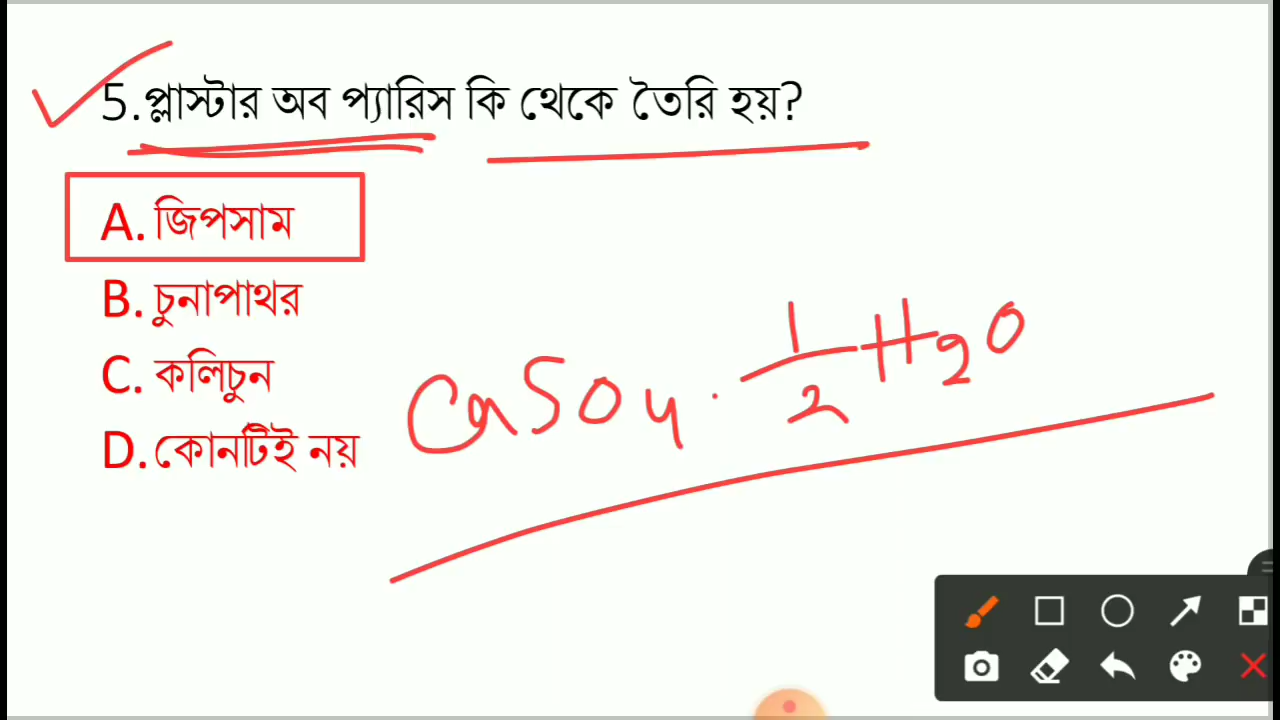 5.প্লাস্টার অব প্যারিস কি থেকে তৈরি হয়?
A. জিপসাম
B. চুনাপাথর
C. কলিচুন
D. কোনটিই নয়
CaSO4 . 1/2 H2O